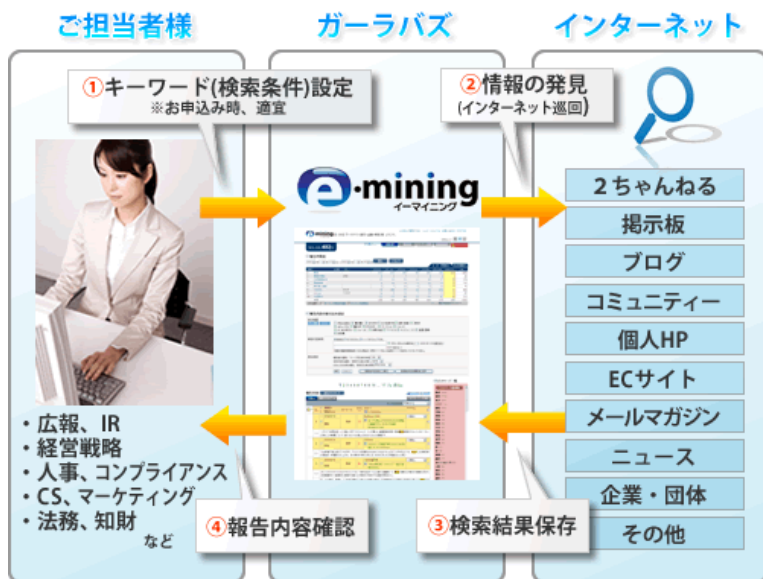 ご担当者様
ガーラバズ
インターネット
①キーワード(検索条件)設定
※お申込み時、適宜
②情報の発見
(インターネット巡回)
e·mining
イーマイニング
2ちゃんねる
掲示板
ブログ
コミュニティー
個人HP
ECサイト
メールマガジン
ニュース
企業・団体
その他
・広報、IR
・経営戦略
・人事、コンプライアンス
・CS、マーケティング
・法務、知財
など
④報告内容確認
③検索結果保存